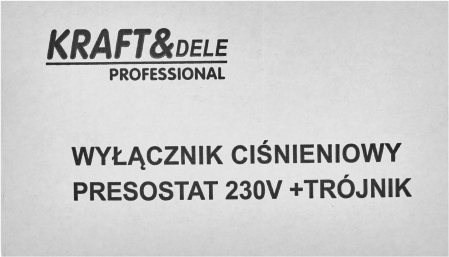 KRAFT&DELE
PROFESSIONAL
WYŁĄCZNIK CIŚNIENIOWY
PRESOSTAT 230V +TRÓJNIK